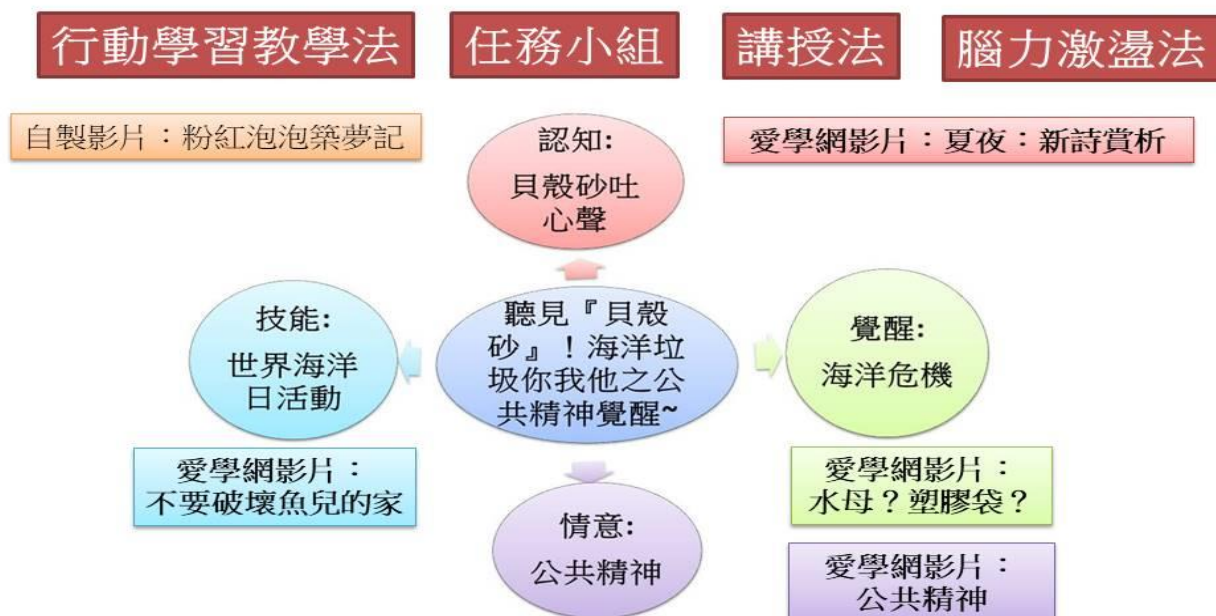 行動學習教學法
任務小組
講授法
腦力激盪法
自製影片：粉紅泡泡築夢記
認知:
貝殼砂吐
心聲
愛學網影片：夏夜：新詩賞析
技能:
世界海洋
日活動
聽見『貝殼
砂』！海洋垃
圾你我他之公
共精神覺醒~
覺醒:
海洋危機
愛學網影片：
不要破壞魚兒的家
愛學網影片：
水母？塑膠袋？
情意:
公共精神
愛學網影片：
公共精神